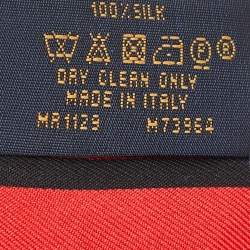 100%SILK
DRY CLEAN ONLY
MADE IN ITALY
MR1129 M73964